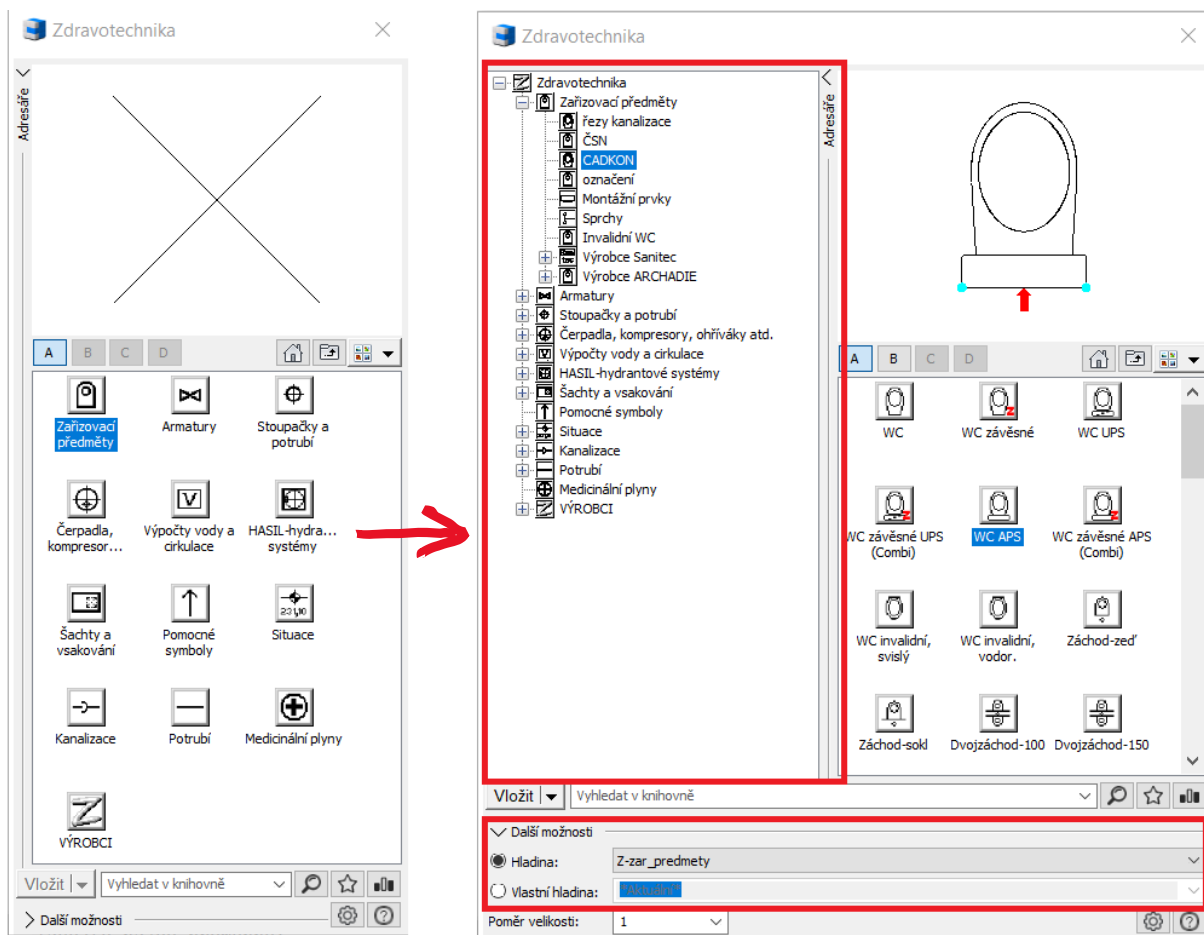 Zdravotechnika
Adresáře
A B C D
Zařizovací
předměty
Armatury
Stoupačky a
potrubí
Čerpadla,
kompresor...
Výpočty vody a
cirkulace
HASIL-hydra...
systémy
Šachty a
vsakování
Pomocné
symboly
Situace
Kanalizace
Potrubí
Medicinální plyny
VÝROBCI
Vložit
Vyhledat v knihovně
Další možnosti
Zdravotechnika
Zdravotechnika
Zařizovací předměty
řezy kanalizace
ČSN
CADKON
označení
Montážní prvky
Sprchy
Invalidní WC
Výrobce Sanitec
Výrobce ARCHADIE
Armatury
Stoupačky a potrubí
Čerpadla, kompresory, ohříváky atd.
Výpočty vody a cirkulace
HASIL-hydrantové systémy
Šachty a vsakování
Pomocné symboly
Situace
Kanalizace
Potrubí
Medicinální plyny
VÝROBCI
Adresáře
A B C D
WC
WC závěsné
WC UPS
WC závěsné UPS
(Combi)
WC APS
WC závěsné APS
(Combi)
WC invalidní,
svislý
WC invalidní,
vodor.
Záchod-zeď
Záchod-sokl
Dvojzáchod-100
Dvojzáchod-150
Vložit
Vyhledat v knihovně
Další možnosti
Hladina: Z-zar_predmety
Vlastní hladina: *Aktuální*
Poměr velikosti: 1